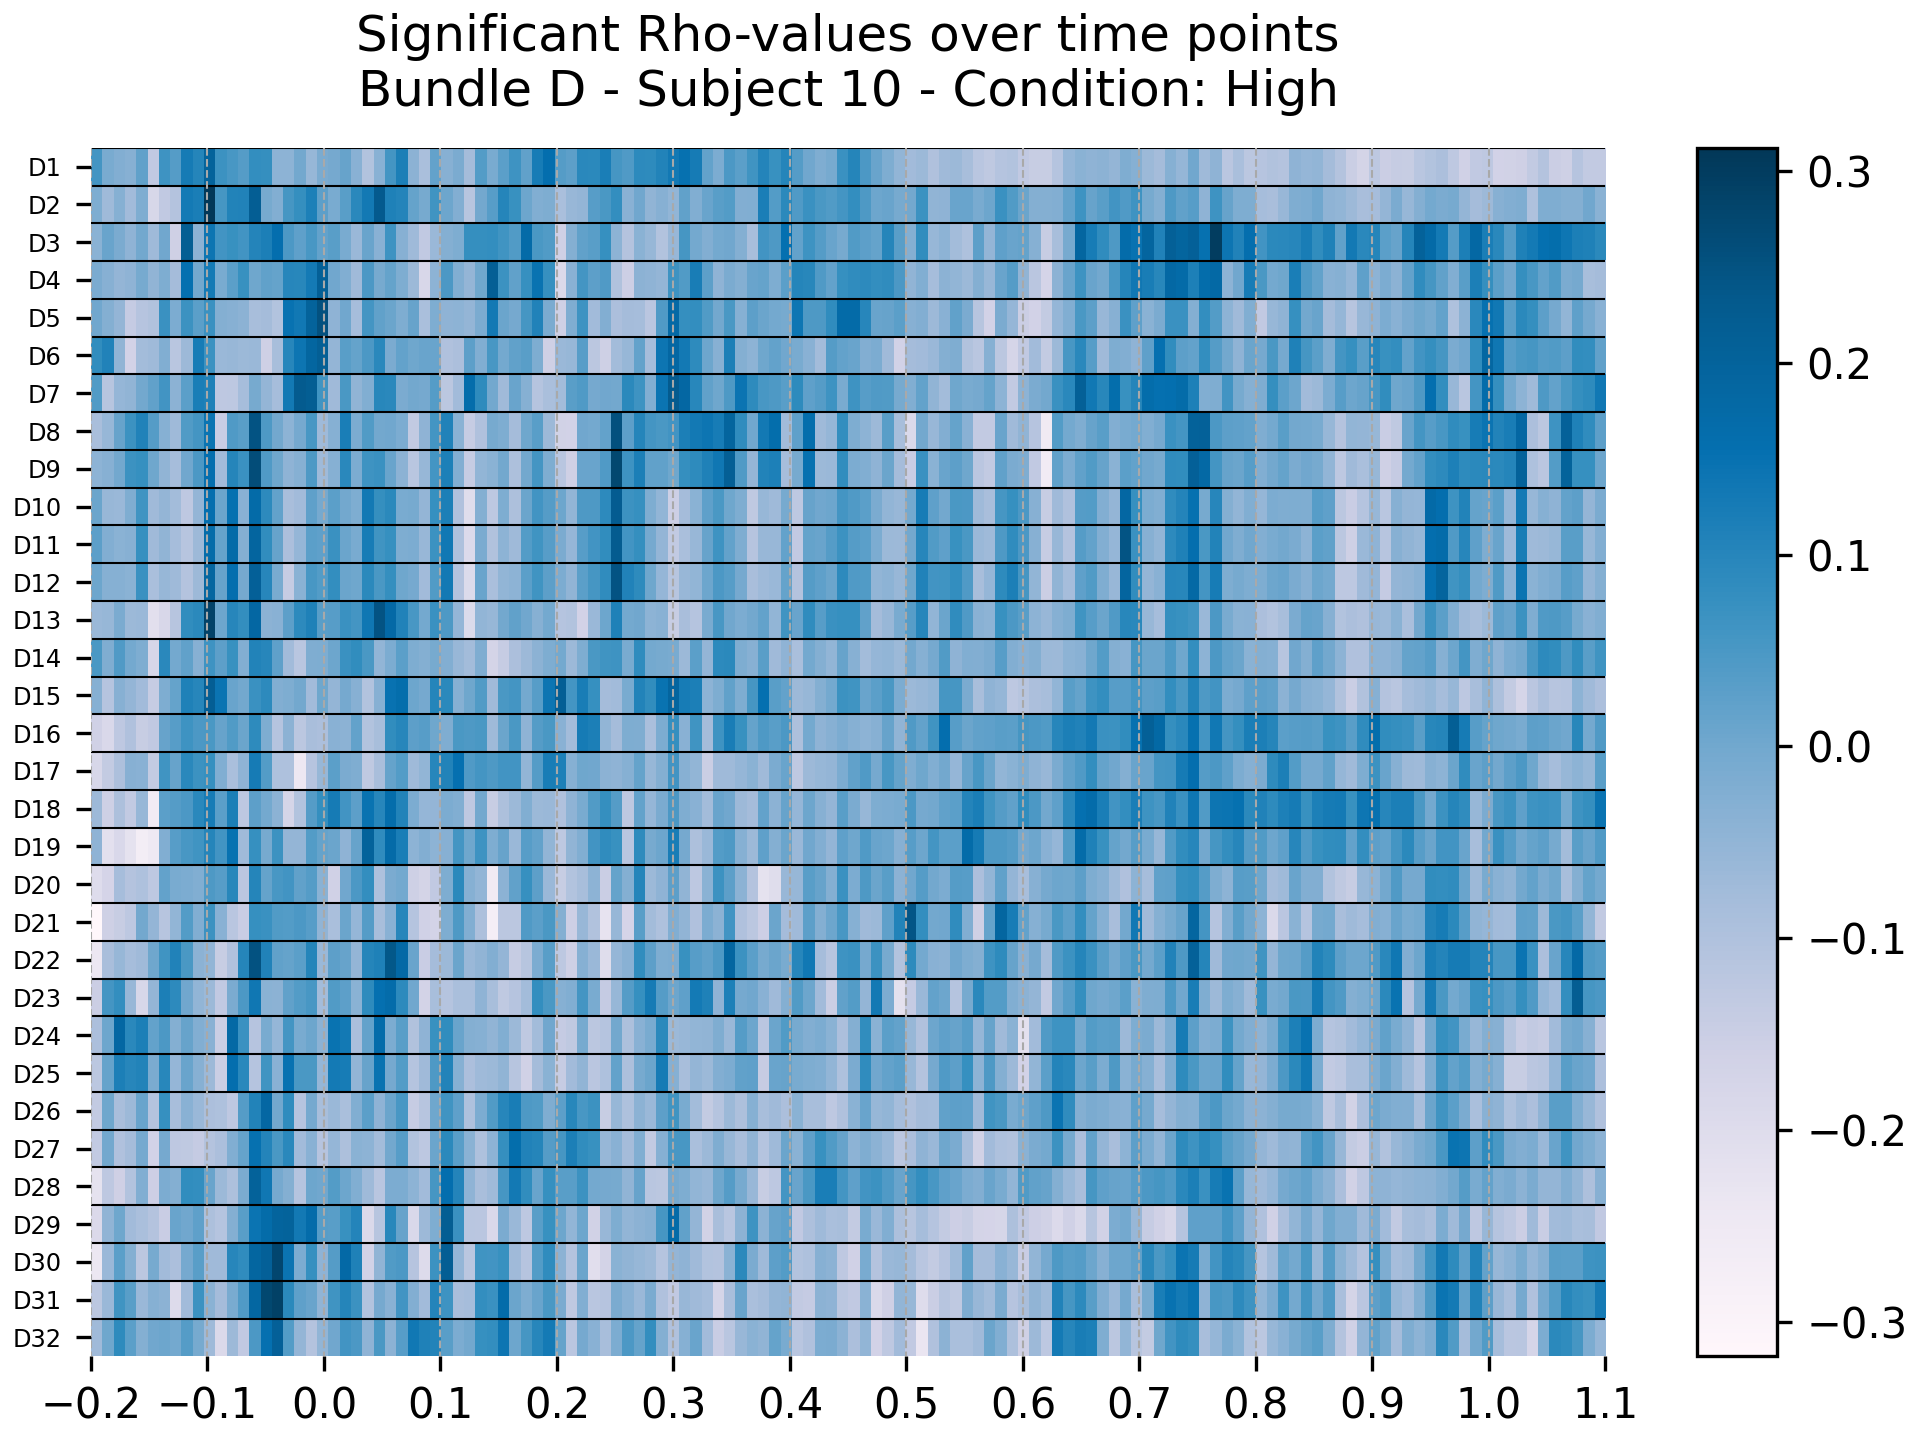 Significant Rho-values over time points
Bundle D - Subject 10 - Condition: High
D1
D2
D3
D4
D5
D6
D7
D8
D9
D10
D11
D12
D13
D14
D15
D16
D17
D18
D19
D20
D21
D22
D23
D24
D25
D26
D27
D28
D29
D30
D31
D32
−0.2 −0.1 0.0 0.1 0.2 0.3 0.4 0.5 0.6 0.7 0.8 0.9 1.0 1.1
0.3
0.2
0.1
0.0
−0.1
−0.2
−0.3